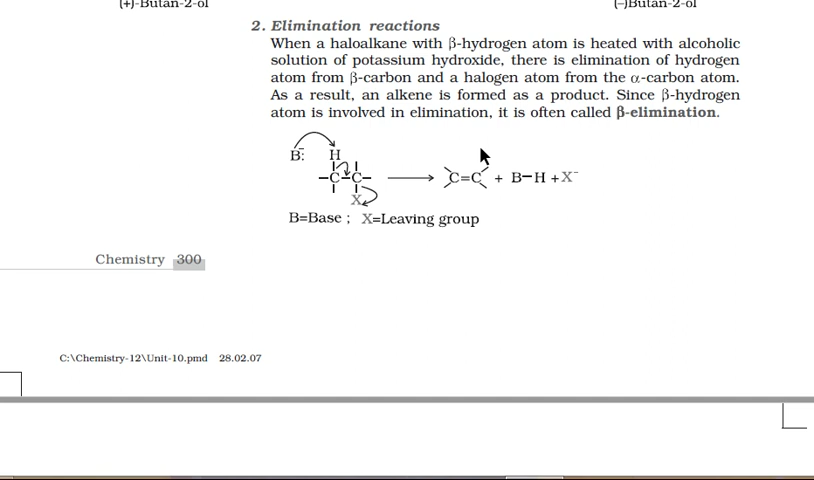 (+)-Butan-2-ol (–)Butan-2-ol
2. Elimination reactions
When a haloalkane with β-hydrogen atom is heated with alcoholic
solution of potassium hydroxide, there is elimination of hydrogen
atom from β-carbon and a halogen atom from the α-carbon atom.
As a result, an alkene is formed as a product. Since β-hydrogen
atom is involved in elimination, it is often called β-elimination.
B:⁻ H
–C–C– ⟶ C=C + B–H + X⁻
X
B=Base ; X=Leaving group
Chemistry 300
C:\Chemistry-12\Unit-10.pmd 28.02.07